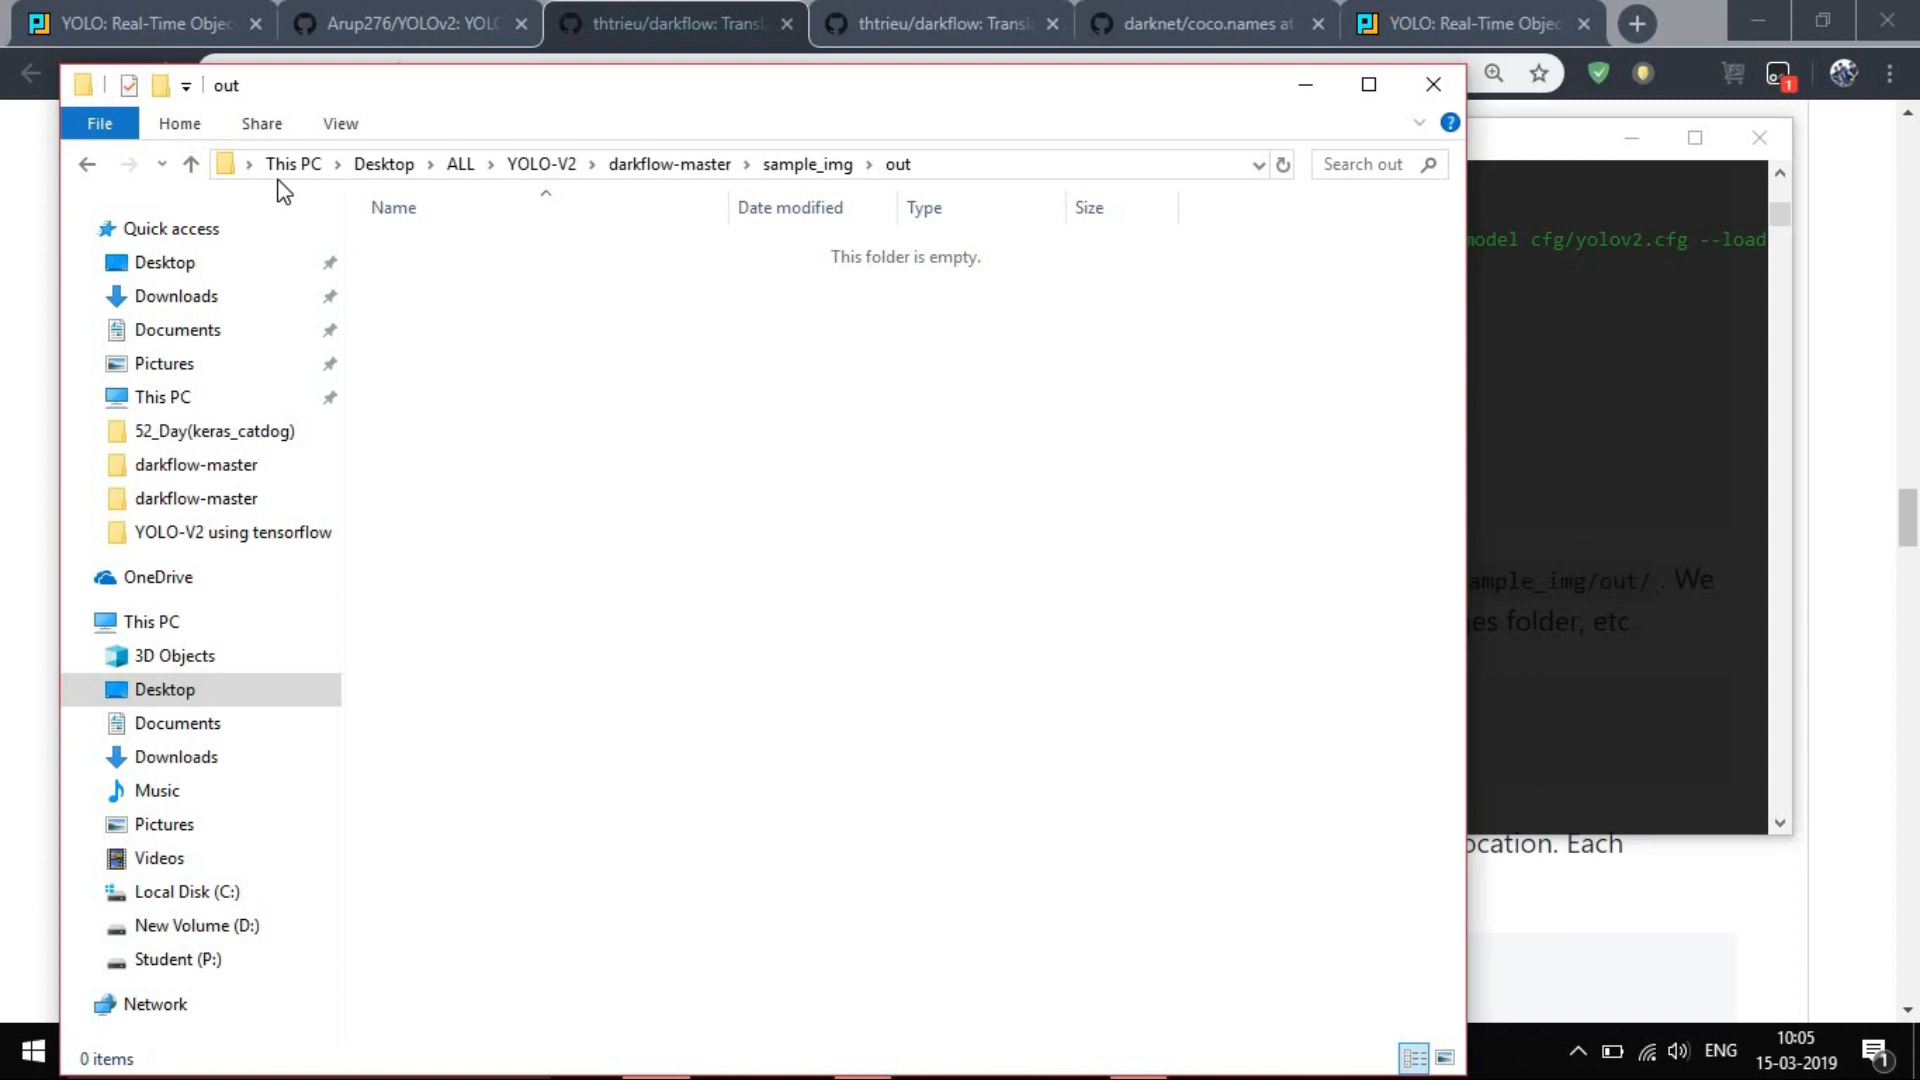 YOLO: Real-Time Objec
Arup276/YOLOv2: YOLO
thtrieu/darkflow: Transl
thtrieu/darkflow: Transl
darknet/coco.names at
YOLO: Real-Time Objec
out
File
Home
Share
View
This PC
Desktop
ALL
YOLO-V2
darkflow-master
sample_img
out
Search out
Name
Date modified
Type
Size
This folder is empty.
Quick access
Desktop
Downloads
Documents
Pictures
This PC
52_Day(keras_catdog)
darkflow-master
darkflow-master
YOLO-V2 using tensorflow
OneDrive
This PC
3D Objects
Desktop
Documents
Downloads
Music
Pictures
Videos
Local Disk (C:)
New Volume (D:)
Student (P:)
Network
0 items
model cfg/yolov2.cfg --load
ample_img/out/ . We
es folder, etc
ocation. Each
ENG
10:05
15-03-2019
1
1